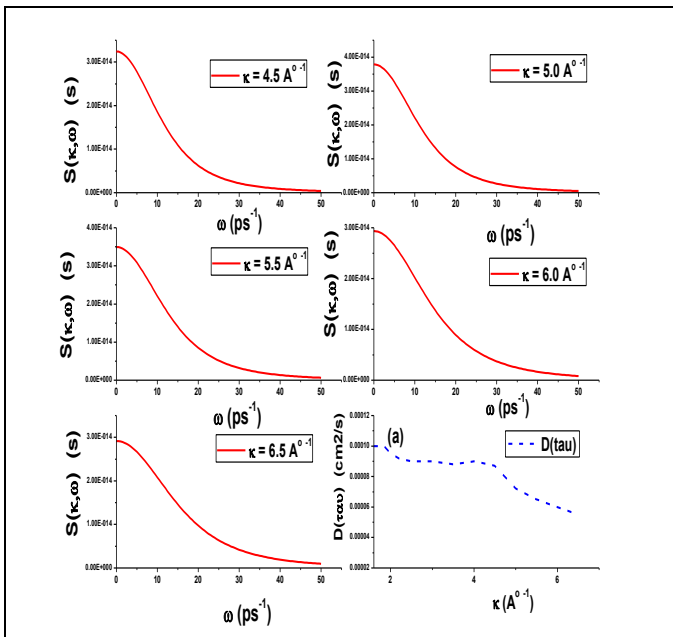 3.00E-014
2.00E-014
1.00E-014
0.00E+000
S(κ,ω) (s)
κ = 4.5 A° ⁻¹
0 10 20 30 40 50
ω (ps⁻¹)
4.00E-014
3.00E-014
2.00E-014
1.00E-014
0.00E+000
S(κ,ω) (s)
κ = 5.0 A° ⁻¹
0 10 20 30 40 50
ω (ps⁻¹)
4.00E-014
3.00E-014
2.00E-014
1.00E-014
0.00E+000
S(κ,ω) (s)
κ = 5.5 A° ⁻¹
0 10 20 30 40 50
ω (ps⁻¹)
3.00E-014
2.00E-014
1.00E-014
0.00E+000
S(κ,ω) (s)
κ = 6.0 A° ⁻¹
0 10 20 30 40 50
ω (ps⁻¹)
3.00E-014
2.00E-014
1.00E-014
0.00E+000
S(κ,ω) (s)
κ = 6.5 A° ⁻¹
0 10 20 30 40 50
ω (ps⁻¹)
0.00012
0.00010
0.00008
0.00006
0.00004
0.00002
D(ταυ) (cm2/s)
(a)
D(tau)
2 4 6
κ (A° ⁻¹)